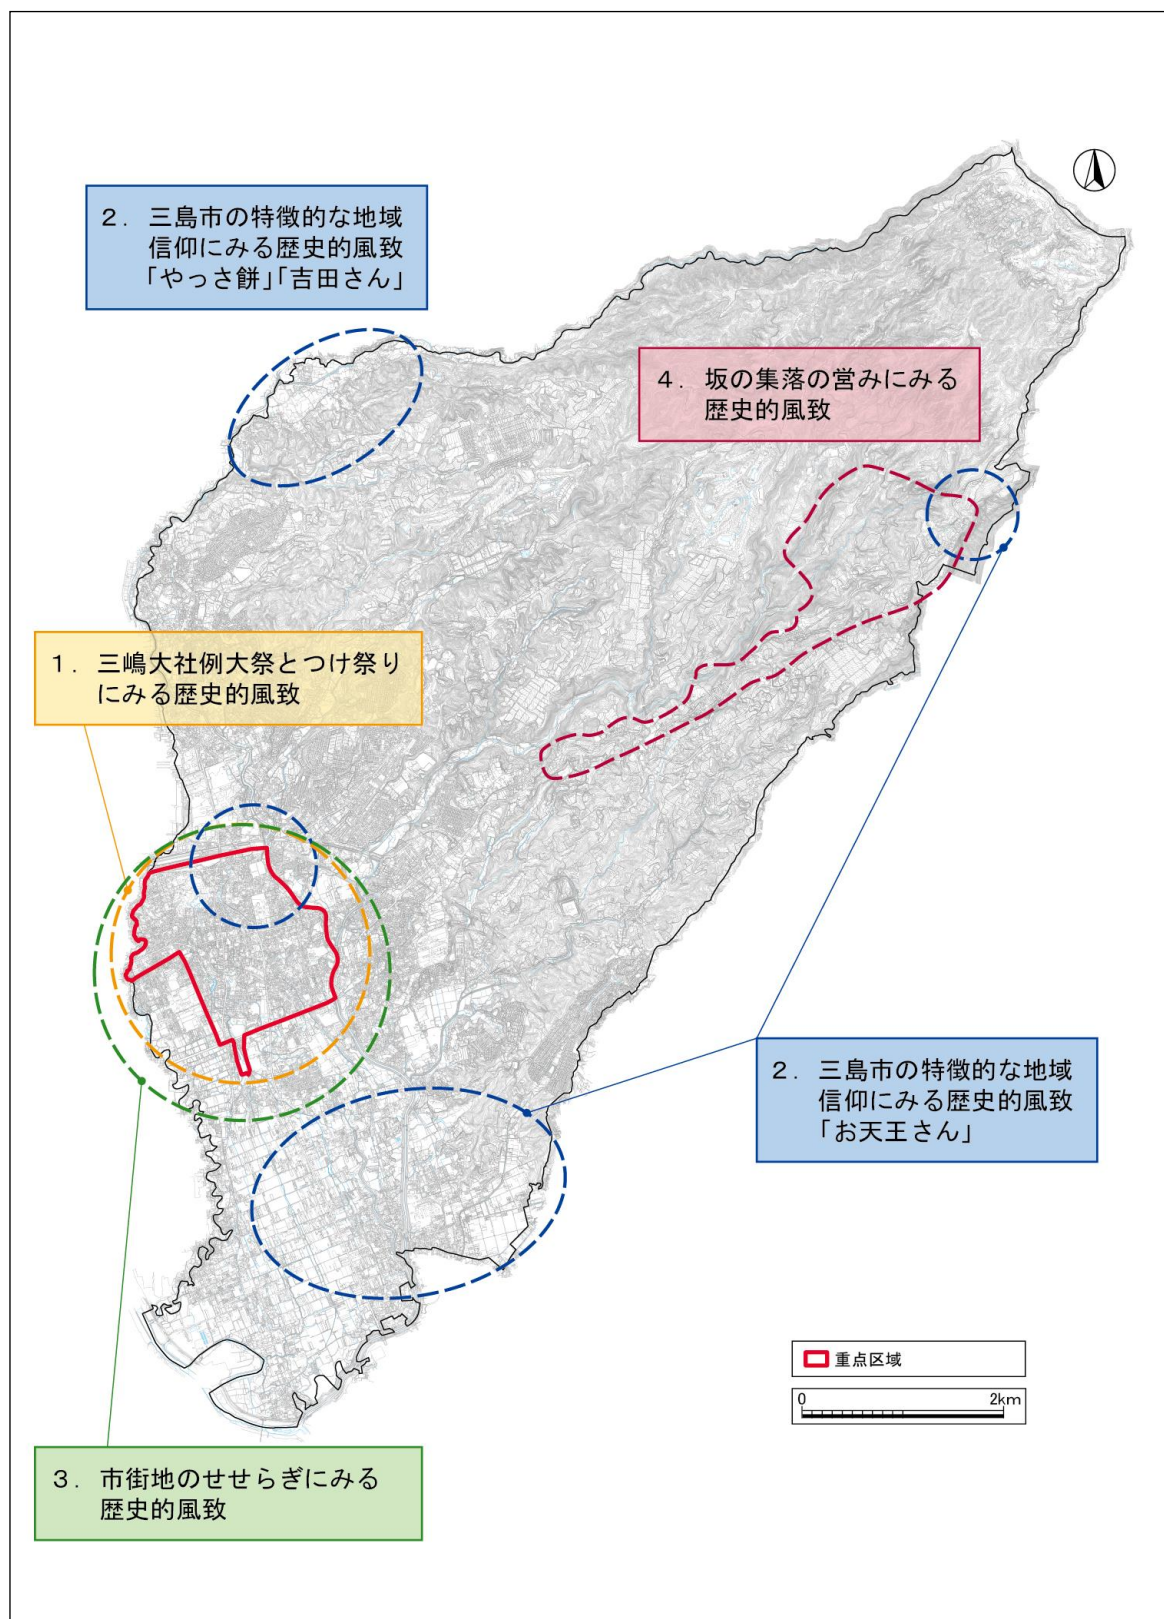 ２．三島市の特徴的な地域
信仰にみる歴史的風致
「やっさ餅」「吉田さん」
４．坂の集落の営みにみる
歴史的風致
１．三嶋大社例大祭とつけ祭り
にみる歴史的風致
２．三島市の特徴的な地域
信仰にみる歴史的風致
「お天王さん」
重点区域
0 2km
３．市街地のせせらぎにみる
歴史的風致